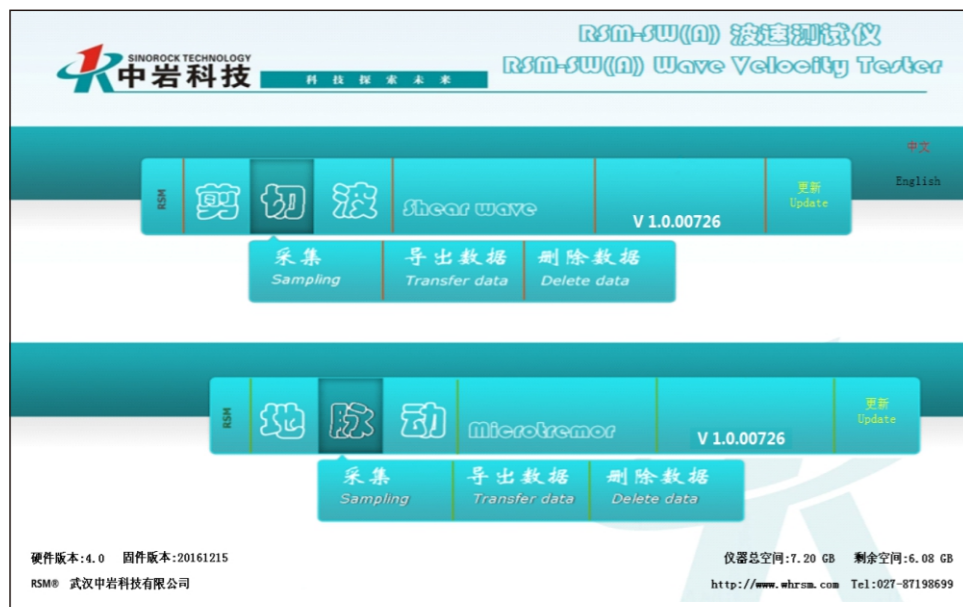 RSM-SW(A) 波速测试仪
SINOROCK TECHNOLOGY
中岩科技
科技探索未来
RSM-SW(A) Wave Velocity Tester
中文
English
RSM
剪切波
Shear wave
V 1.0.00726
更新
Update
采集
Sampling
导出数据
Transfer data
删除数据
Delete data
RSM
地脉动
Microtremor
V 1.0.00726
更新
Update
采集
Sampling
导出数据
Transfer data
删除数据
Delete data
硬件版本:4.0 固件版本:20161215
仪器总空间:7.20 GB 剩余空间:6.08 GB
RSM® 武汉中岩科技有限公司
http://www.whrsm.com Tel:027-87198699